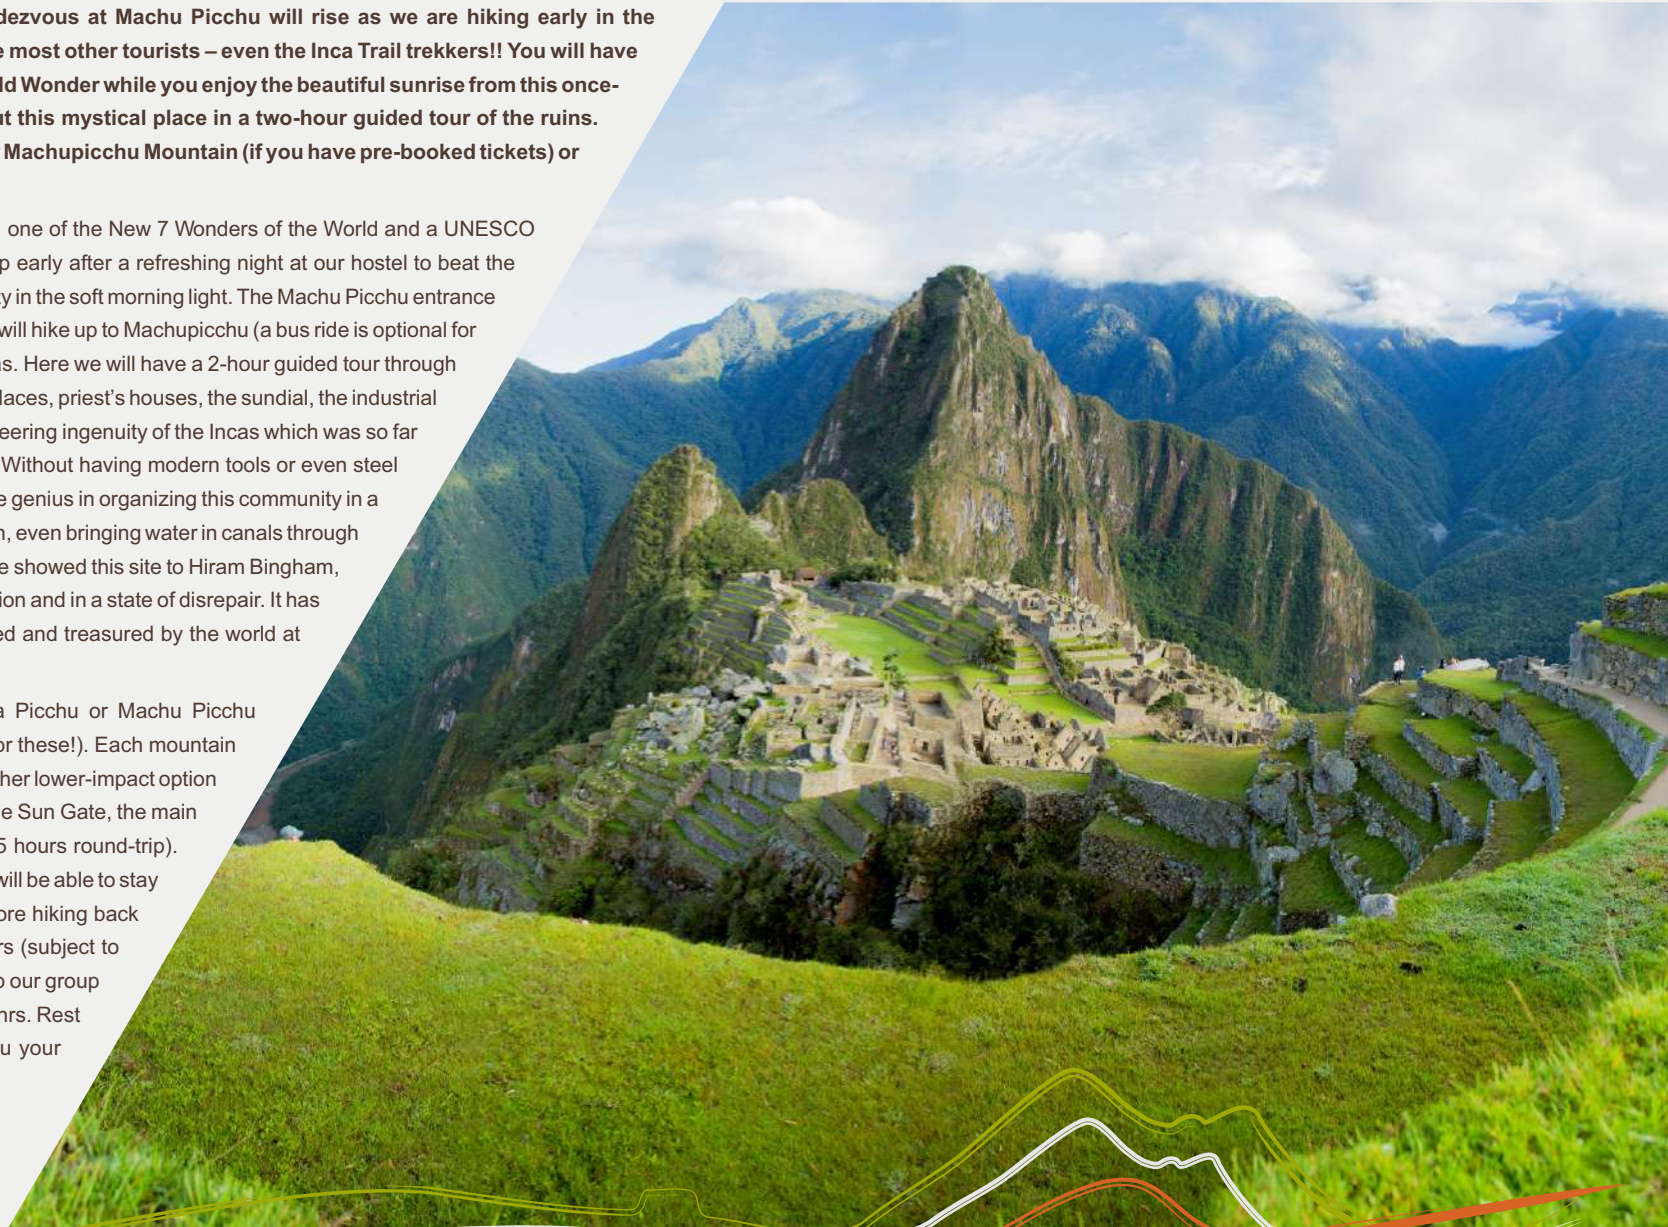 dezvous at Machu Picchu will rise as we are hiking early in the
most other tourists – even the Inca Trail trekkers!! You will have
ld Wonder while you enjoy the beautiful sunrise from this once-
ut this mystical place in a two-hour guided tour of the ruins.
Machupicchu Mountain (if you have pre-booked tickets) or
one of the New 7 Wonders of the World and a UNESCO
p early after a refreshing night at our hostel to beat the
ty in the soft morning light. The Machu Picchu entrance
will hike up to Machupicchu (a bus ride is optional for
as. Here we will have a 2-hour guided tour through
laces, priest's houses, the sundial, the industrial
eering ingenuity of the Incas which was so far
Without having modern tools or even steel
e genius in organizing this community in a
n, even bringing water in canals through
e showed this site to Hiram Bingham,
ion and in a state of disrepair. It has
ed and treasured by the world at
a Picchu or Machu Picchu
or these!). Each mountain
her lower-impact option
e Sun Gate, the main
5 hours round-trip).
will be able to stay
ore hiking back
rs (subject to
o our group
hrs. Rest
u your